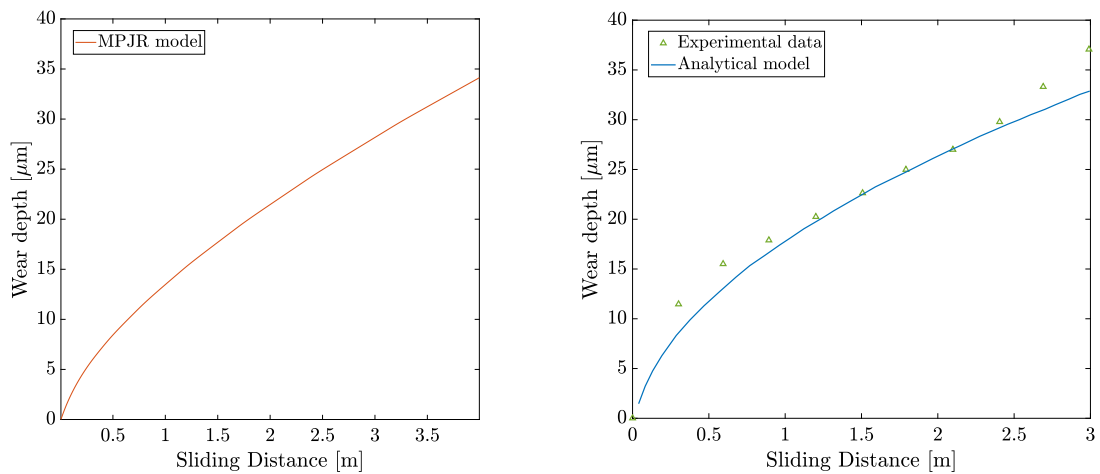 40
35
30
25
20
15
10
5
0
Wear depth [μm]
MPJR model
0.5 1 1.5 2 2.5 3 3.5
Sliding Distance [m]
40
35
30
25
20
15
10
5
0
Wear depth [μm]
Experimental data
Analytical model
0 0.5 1 1.5 2 2.5 3
Sliding Distance [m]